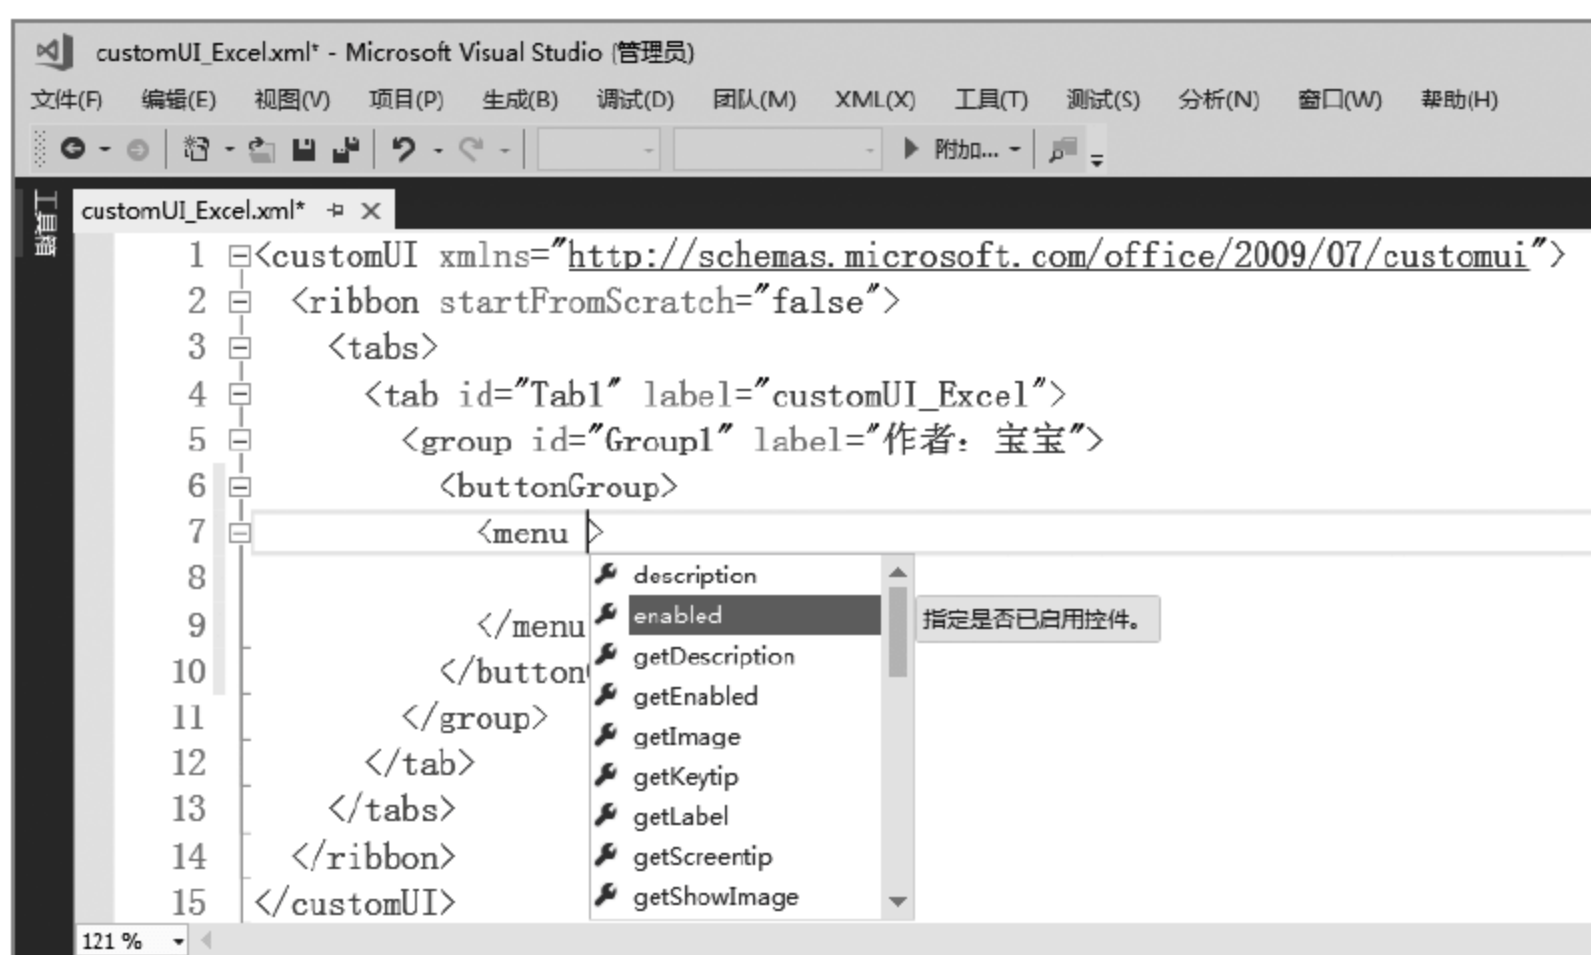 customUI_Excel.xml* - Microsoft Visual Studio (管理员)
文件(F) 编辑(E) 视图(V) 项目(P) 生成(B) 调试(D) 团队(M) XML(X) 工具(T) 测试(S) 分析(N) 窗口(W) 帮助(H)
附加...
工具箱
customUI_Excel.xml*
1 <customUI xmlns="http://schemas.microsoft.com/office/2009/07/customui">
2 <ribbon startFromScratch="false">
3 <tabs>
4 <tab id="Tab1" label="customUI_Excel">
5 <group id="Group1" label="作者：宝宝">
6 <buttonGroup>
7 <menu >
8
9 </menu
10 </button
11 </group>
12 </tab>
13 </tabs>
14 </ribbon>
15 </customUI>
description
enabled
指定是否已启用控件。
getDescription
getEnabled
getImage
getKeytip
getLabel
getScreentip
getShowImage
121 %